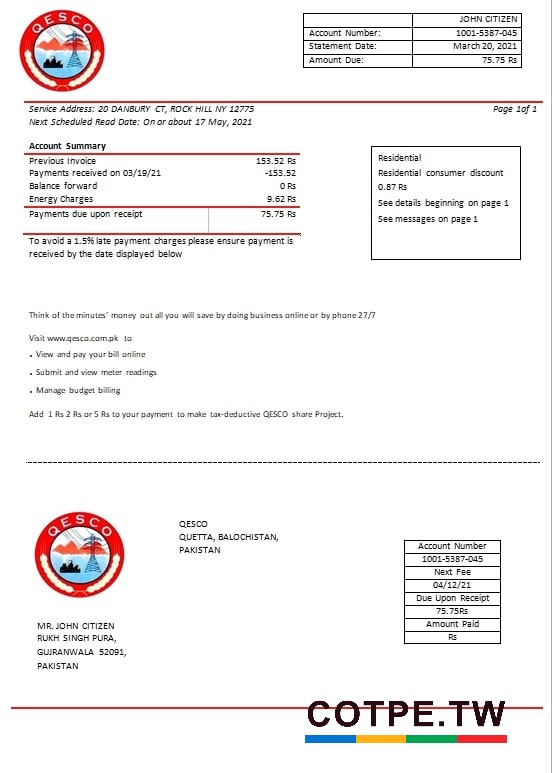 QESCO
JOHN CITIZEN
Account Number: 1001-5387-045
Statement Date: March 20, 2021
Amount Due: 75.75 Rs
Service Address: 20 DANBURY CT, ROCK HILL NY 12775 Page 1of 1
Next Scheduled Read Date: On or about 17 May, 2021
Account Summary
Previous Invoice 153.52 Rs
Payments received on 03/19/21 -153.52
Balance forward 0 Rs
Energy Charges 9.62 Rs
Payments due upon receipt 75.75 Rs
To avoid a 1.5% late payment charges please ensure payment is
received by the date displayed below
Residential
Residential consumer discount
0.87 Rs
See details beginning on page 1
See messages on page 1
Think of the minutes’ money out all you will save by doing business online or by phone 27/7
Visit www.qesco.com.pk to
• View and pay your bill online
• Submit and view meter readings
• Manage budget billing
Add 1 Rs 2 Rs or 5 Rs to your payment to make tax-deductive QESCO share Project.
QESCO
QESCO
QUETTA, BALOCHISTAN,
PAKISTAN
Account Number
1001-5387-045
Next Fee
04/12/21
Due Upon Receipt
75.75Rs
Amount Paid
Rs
MR. JOHN CITIZEN
RUKH SINGH PURA,
GUJRANWALA 52091,
PAKISTAN
COTPE.TW